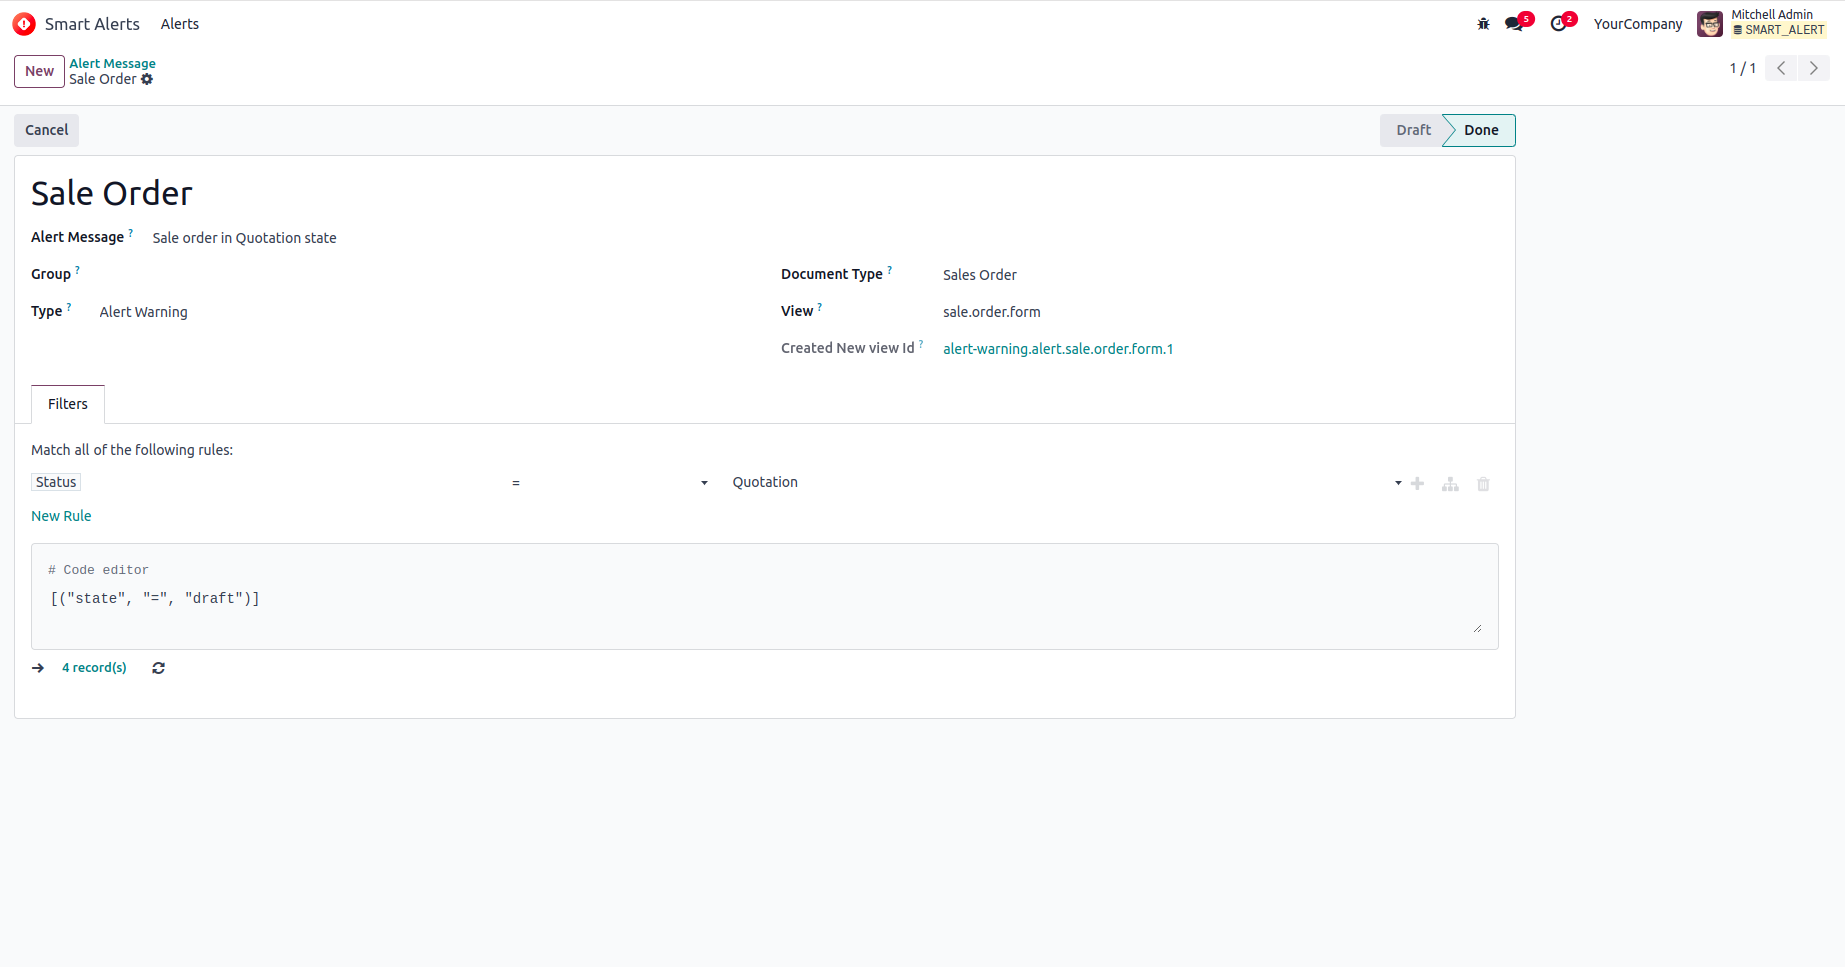 Smart Alerts Alerts 5 2 YourCompany Mitchell Admin
SMART_ALERT
New Alert Message
Sale Order 1 / 1
Cancel Draft Done
Sale Order
Alert Message ? Sale order in Quotation state
Group ? Document Type ? Sales Order
Type ? Alert Warning View ? sale.order.form
Created New view Id ? alert-warning.alert.sale.order.form.1
Filters
Match all of the following rules:
Status = Quotation
New Rule
# Code editor
[("state", "=", "draft")]
4 record(s)